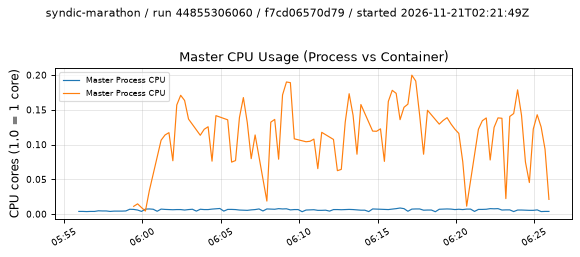 syndic-marathon / run 44855306060 / f7cd06570d79 / started 2026-11-21T02:21:49Z
Master CPU Usage (Process vs Container)
CPU cores (1.0 = 1 core)
0.20
0.15
0.10
0.05
0.00
Master Process CPU
Master Process CPU
05:55
06:00
06:05
06:10
06:15
06:20
06:25